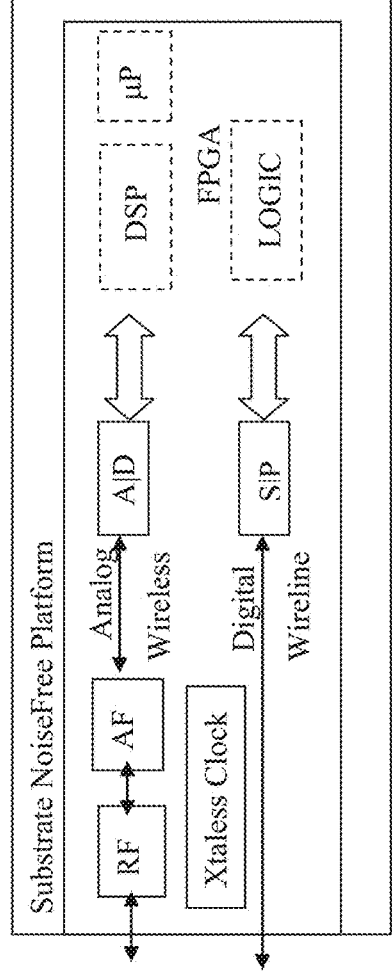 Substrate NoiseFree Platform
RF
AF
Analog
Wireless
A|D
DSP
µP
Xtaless Clock
Digital
Wireline
S|P
FPGA
LOGIC